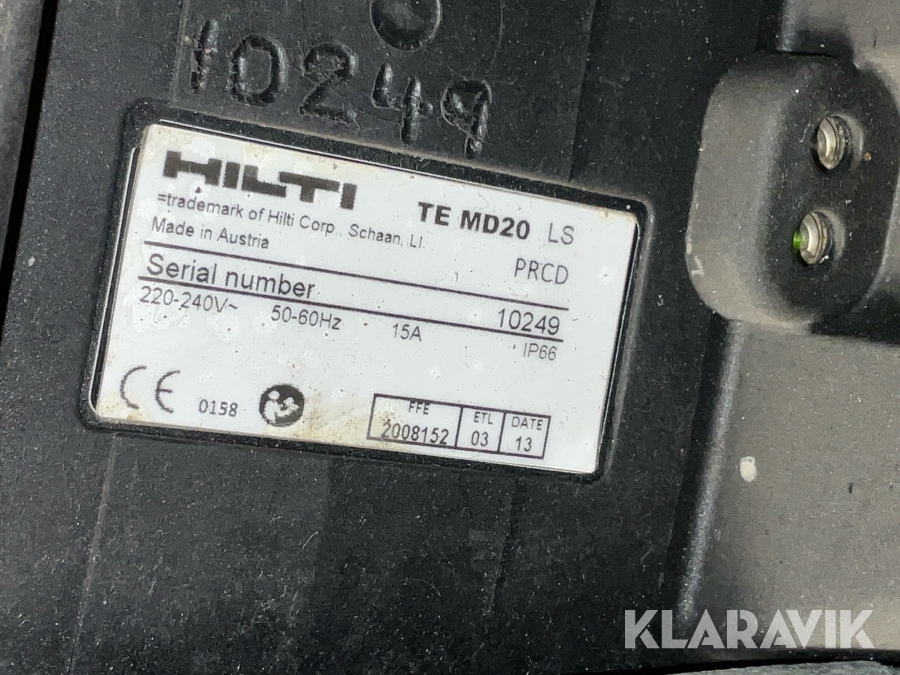 10249
HILTI
TE MD20 LS
=trademark of Hilti Corp., Schaan, LI.
Made in Austria
PRCD
Serial number 10249
220-240V~ 50-60Hz 15A IP66
CE 0158
FFE ETL DATE
2008152 03 13
KLARAVIK